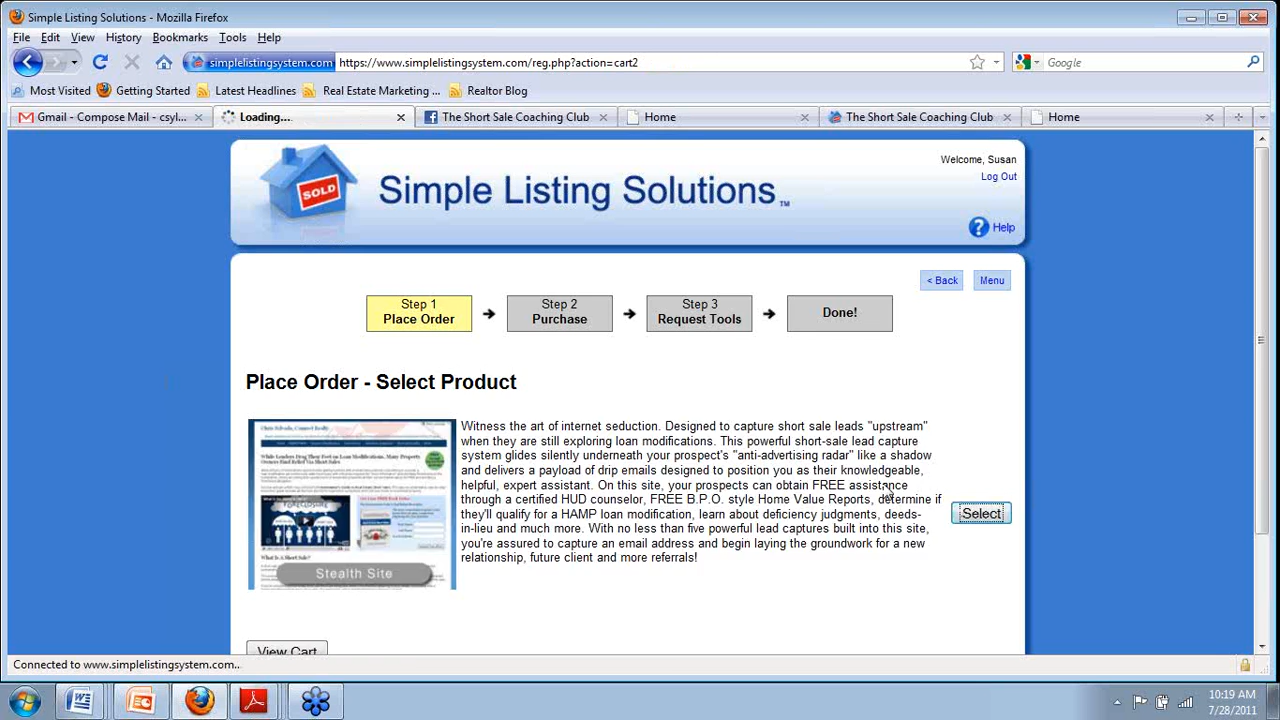 Simple Listing Solutions - Mozilla Firefox
File Edit View History Bookmarks Tools Help
simplelistingsystem.com https://www.simplelistingsystem.com/reg.php?action=cart2 Google
Most Visited Getting Started Latest Headlines Real Estate Marketing ... Realtor Blog
Gmail - Compose Mail - csyl... Loading... The Short Sale Coaching Club Home The Short Sale Coaching Club Home
Welcome, Susan
Log Out
SOLD
Simple Listing Solutions TM
? Help
< Back Menu
Step 1 Step 2 Step 3
Place Order Purchase Request Tools Done!
Place Order - Select Product
Witness the art of internet seduction. Designed to capture short sale leads "upstream"
when they are still exploring loan modifications. This powerful short sale lead capture
system glides silently underneath your prospect's "anti-advertising radar" like a shadow
and delivers a series of drip emails designed to position you as their knowledgeable,
helpful, expert assistant. On this site, your prospects can obtain FREE assistance
through a certified HUD counselor, FREE
Reports, determine if
they'll qualify for a HAMP loan modification, learn about deficiency judgments, deeds-
in-lieu and much more. With no less than five powerful lead captures built into this site,
you're assured to capture an email address and begin laying the groundwork for a new
relationship, future client and more referrals!
Select
Stealth Site
View Cart
Connected to www.simplelistingsystem.com...
10:19 AM
7/28/2011